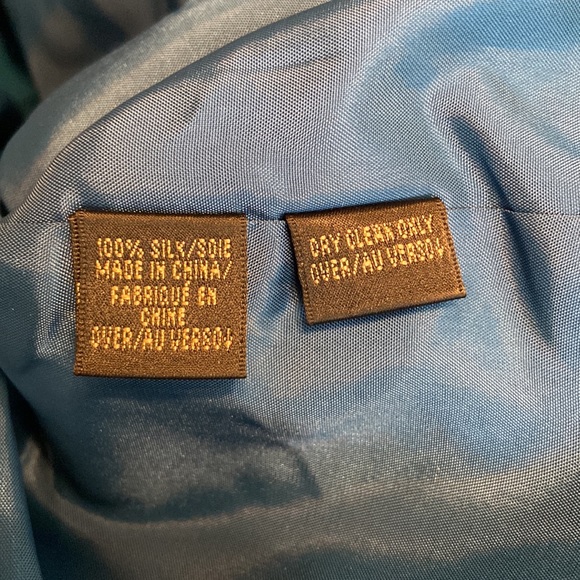 100% SILK/SOIE
MADE IN CHINA/
FABRIQUÉ EN
CHINE
OVER/AU VERSO↓
DRY CLEAN ONLY
OVER/AU VERSO↓